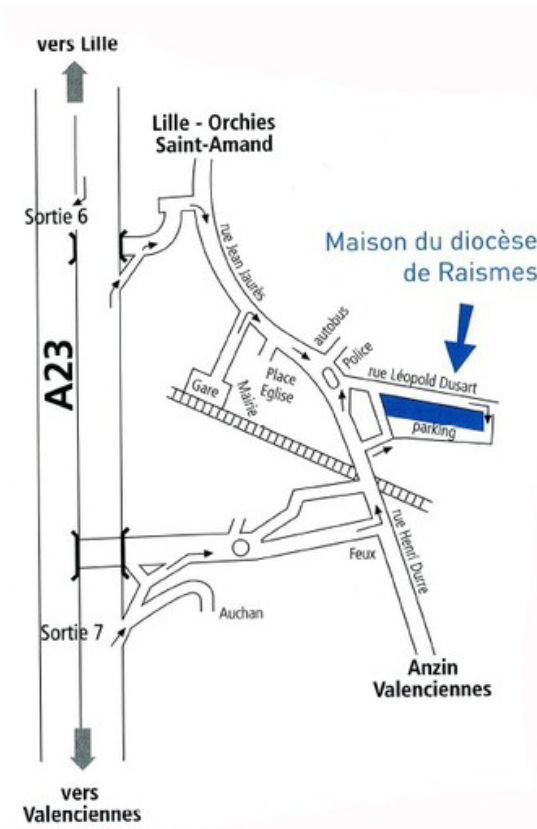 vers Lille
Lille - Orchies
Saint-Amand
Sortie 6
rue Jean Jaurès
Maison du diocèse
de Raismes
autobus
Police
A23
rue Léopold Dusart
Place
Eglise
Gare
Mairie
parking
rue Henri Durre
Feux
Auchan
Sortie 7
Anzin
Valenciennes
vers
Valenciennes